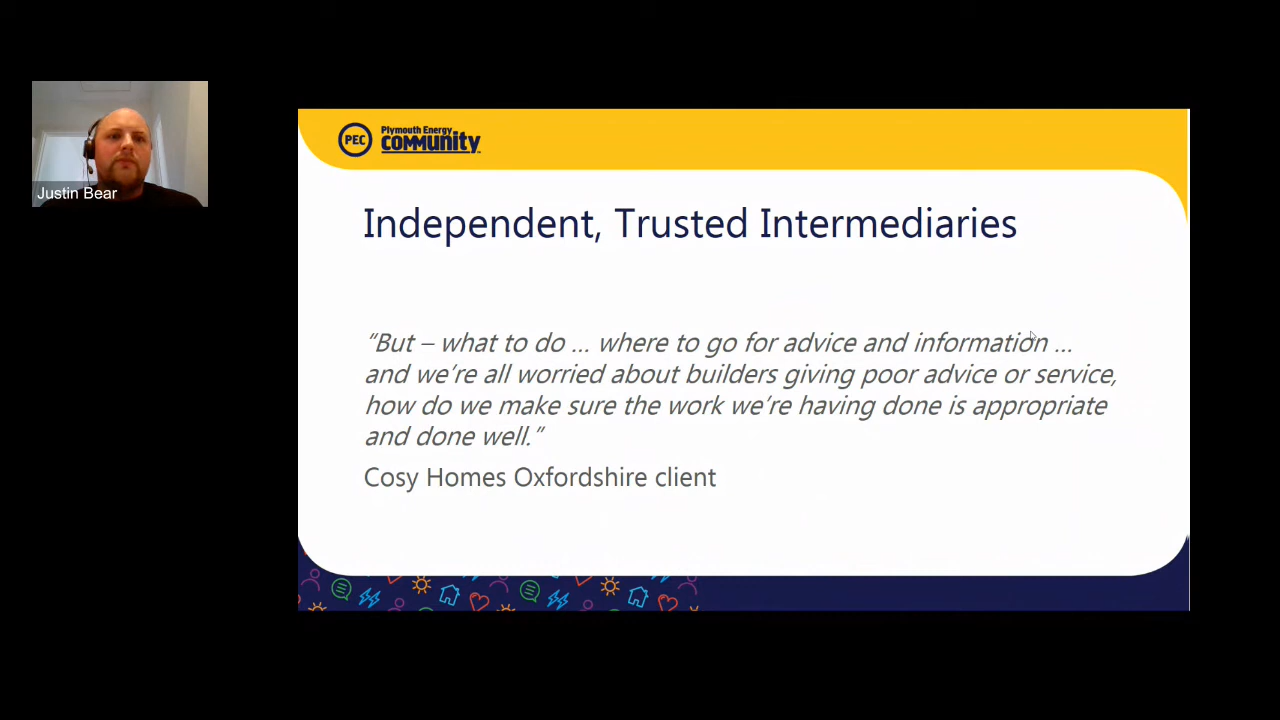 Justin Bear
PEC
Plymouth Energy
COMMUNITY
Independent, Trusted Intermediaries
“But – what to do … where to go for advice and information …
and we’re all worried about builders giving poor advice or service,
how do we make sure the work we’re having done is appropriate
and done well.”
Cosy Homes Oxfordshire client